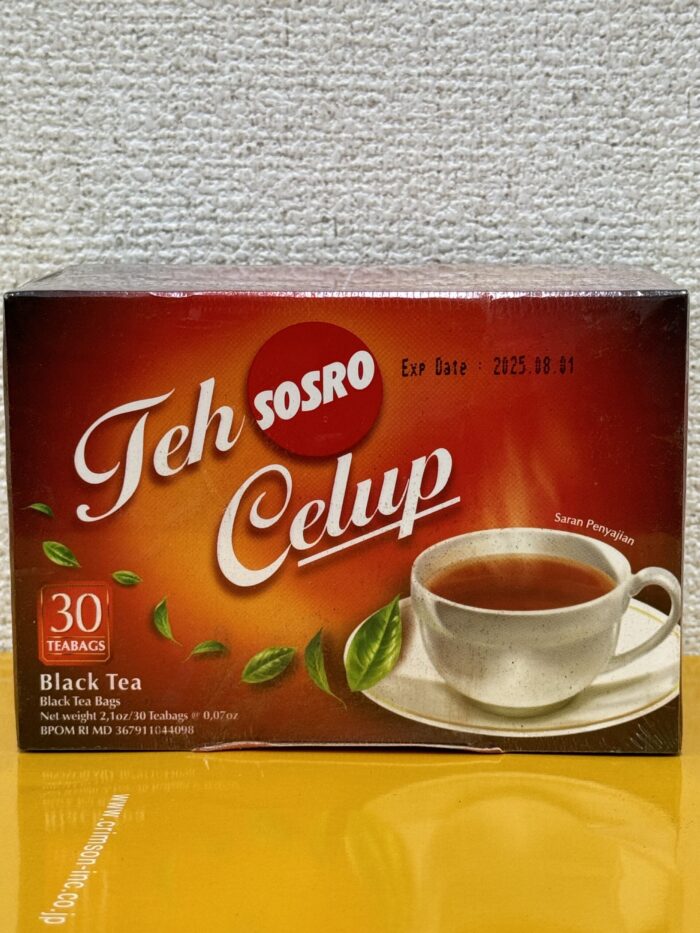 Teh SOSRO
Celup
Exp Date : 2025.08.01
Saran Penyajian
30
TEABAGS
Black Tea
Black Tea Bags
Net weight 2,1oz/30 Teabags @ 0,07oz
BPOM RI MD 367911044098
www.crimson-inc.co.jp